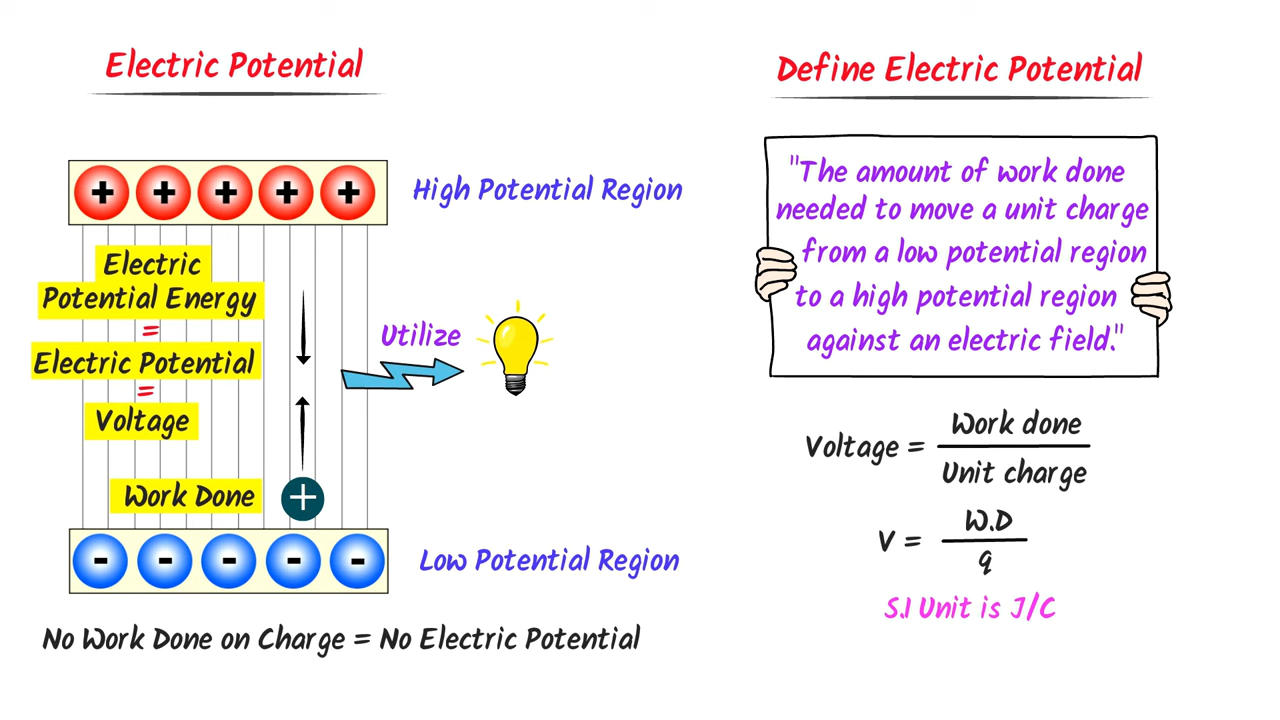 Electric Potential
+ + + + +
High Potential Region
Electric
Potential Energy
=
Electric Potential
=
Voltage
Utilize
Work Done
+
- - - - -
Low Potential Region
No Work Done on Charge = No Electric Potential
Define Electric Potential
"The amount of work done
needed to move a unit charge
from a low potential region
to a high potential region
against an electric field."
Voltage = Work done
Unit charge
V = W.D
q
S.I Unit is J/C